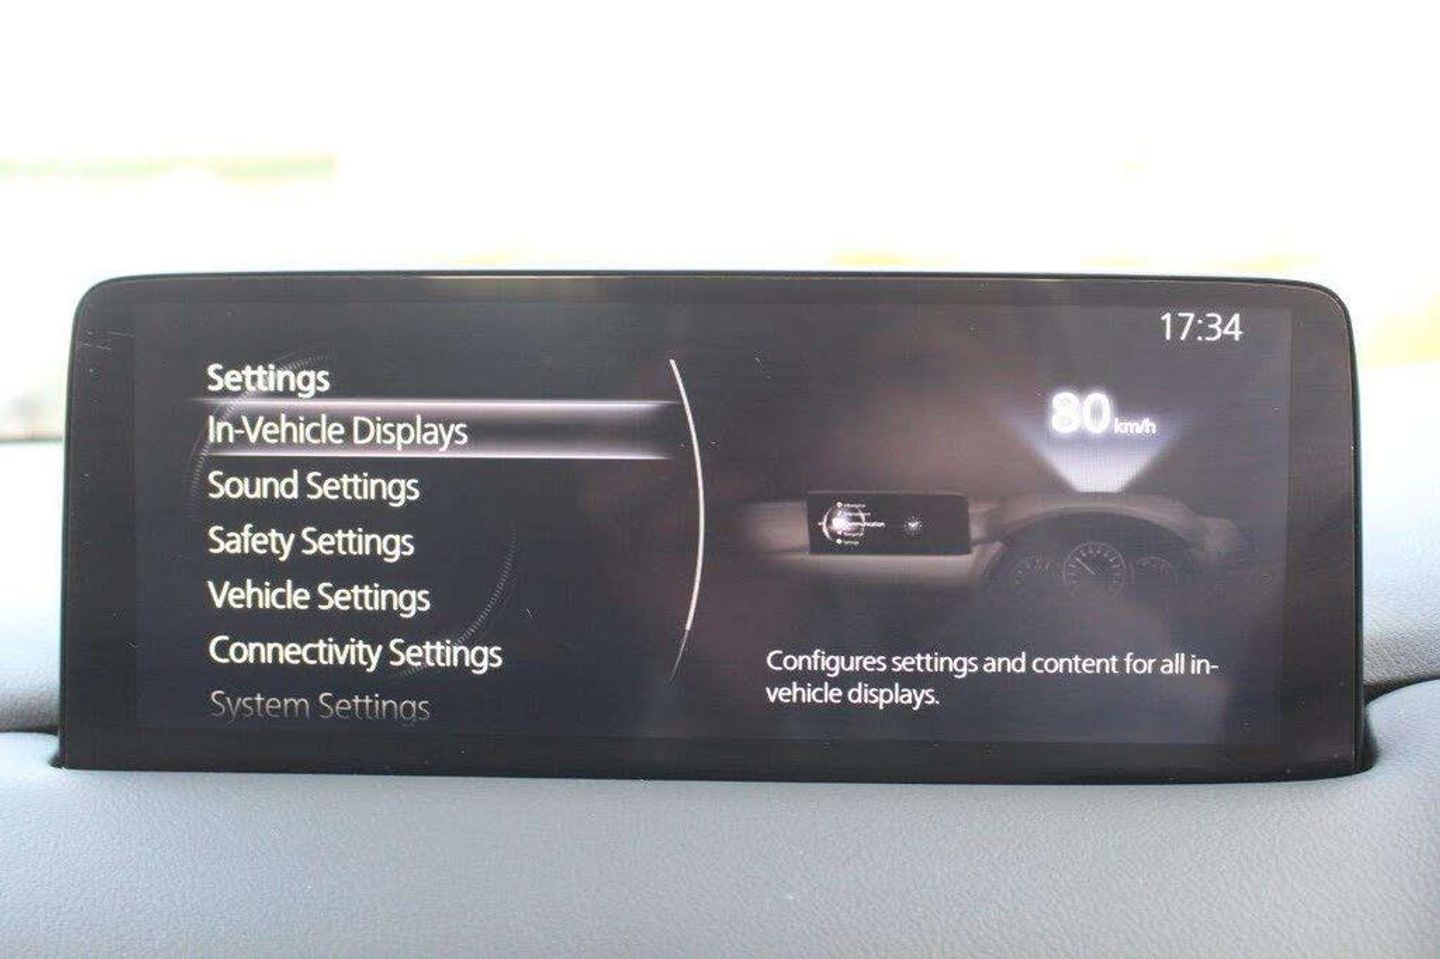 17:34
Settings
In-Vehicle Displays
Sound Settings
Safety Settings
Vehicle Settings
Connectivity Settings
System Settings
80 km/h
Configures settings and content for all in-
vehicle displays.